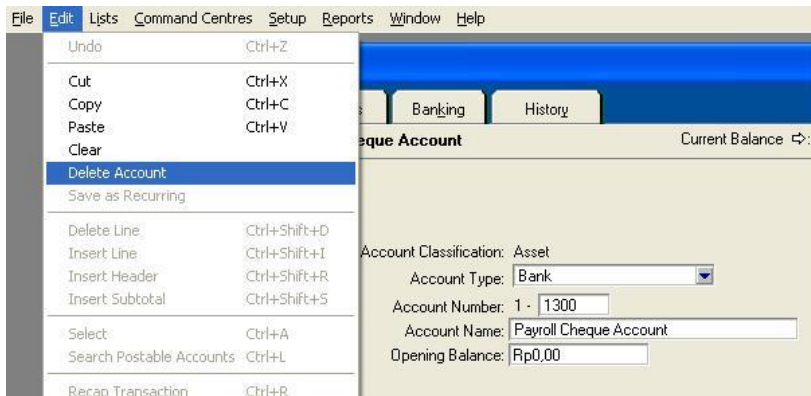 File Edit Lists Command Centres Setup Reports Window Help
Undo Ctrl+Z
Cut Ctrl+X
Copy Ctrl+C
Paste Ctrl+V
Clear
Delete Account
Save as Recurring
Delete Line Ctrl+Shift+D
Insert Line Ctrl+Shift+I
Insert Header Ctrl+Shift+R
Insert Subtotal Ctrl+Shift+S
Select Ctrl+A
Search Postable Accounts Ctrl+L
Recap Transaction Ctrl+R
Banking History
Cheque Account Current Balance
Account Classification: Asset
Account Type: Bank
Account Number: 1 - 1300
Account Name: Payroll Cheque Account
Opening Balance: Rp0,00